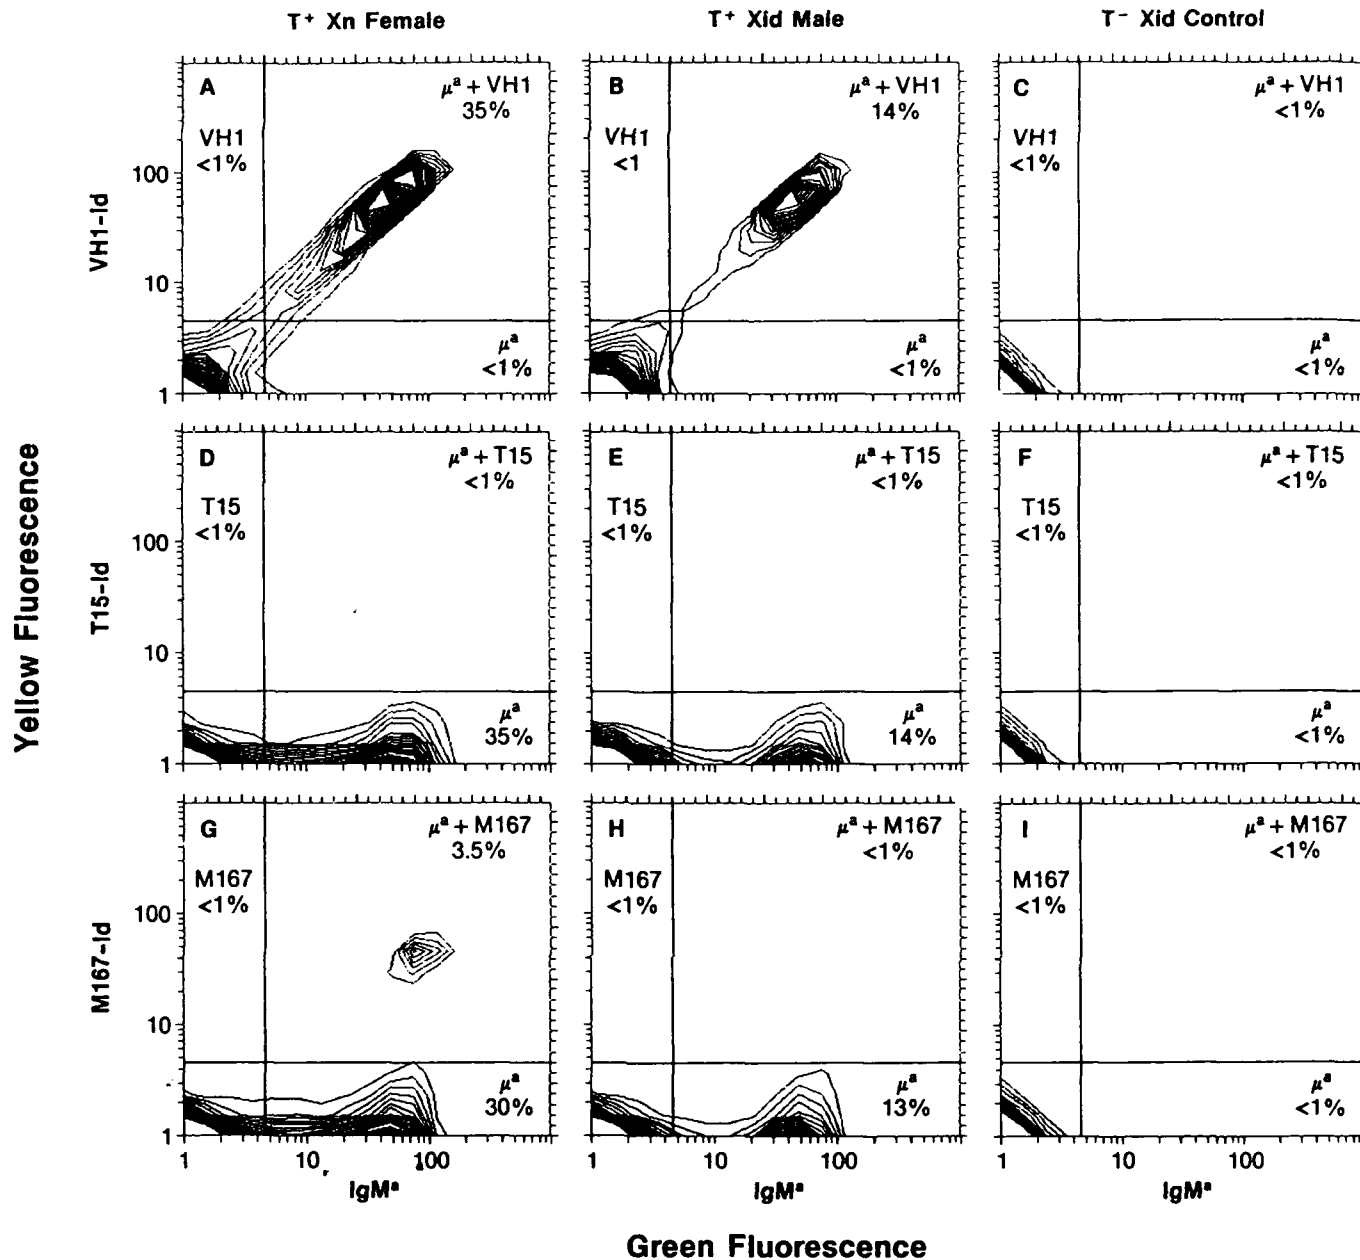 T⁺ Xn Female
T⁺ Xid Male
T⁻ Xid Control
Yellow Fluorescence
VH1-Id
100
10
1
A
μᵃ + VH1
35%
VH1
<1%
μᵃ
<1%
B
μᵃ + VH1
14%
VH1
<1
μᵃ
<1%
C
μᵃ + VH1
<1%
VH1
<1%
μᵃ
<1%
T15-Id
100
10
1
D
μᵃ + T15
<1%
T15
<1%
μᵃ
35%
E
μᵃ + T15
<1%
T15
<1%
μᵃ
14%
F
μᵃ + T15
<1%
T15
<1%
μᵃ
<1%
M167-Id
100
10
1
G
μᵃ + M167
3.5%
M167
<1%
μᵃ
30%
H
μᵃ + M167
<1%
M167
<1%
μᵃ
13%
I
μᵃ + M167
<1%
M167
<1%
μᵃ
<1%
1 10 100
1 10 100
1 10 100
IgMᵃ
IgMᵃ
IgMᵃ
Green Fluorescence